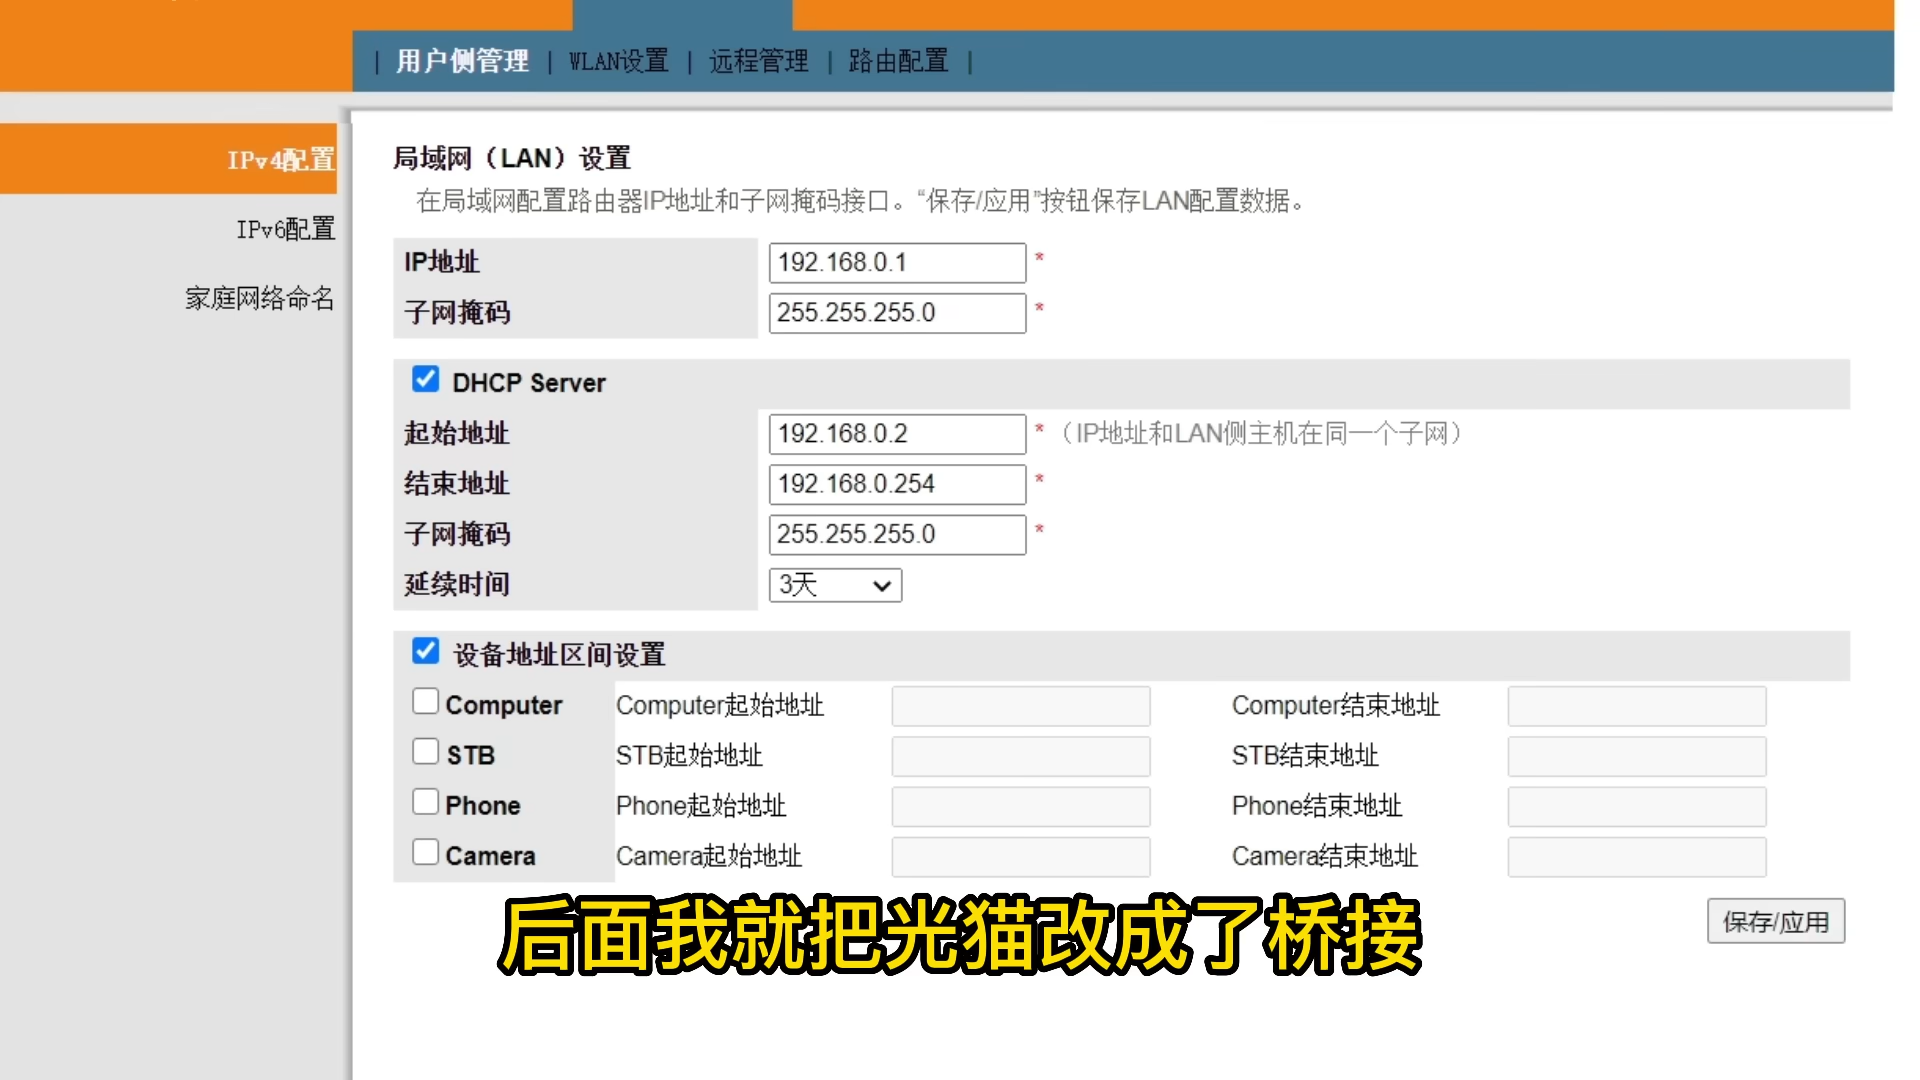 | 用户侧管理 | WLAN设置 | 远程管理 | 路由配置 |
IPv4配置
IPv6配置
家庭网络命名
局域网（LAN）设置
在局域网配置路由器IP地址和子网掩码接口。“保存/应用”按钮保存LAN配置数据。
IP地址 192.168.0.1 *
子网掩码 255.255.255.0 *
DHCP Server
起始地址 192.168.0.2 *（IP地址和LAN侧主机在同一个子网）
结束地址 192.168.0.254 *
子网掩码 255.255.255.0 *
延续时间 3天
设备地址区间设置
Computer Computer起始地址 Computer结束地址
STB STB起始地址 STB结束地址
Phone Phone起始地址 Phone结束地址
Camera Camera起始地址 Camera结束地址
保存/应用
后面我就把光猫改成了桥接